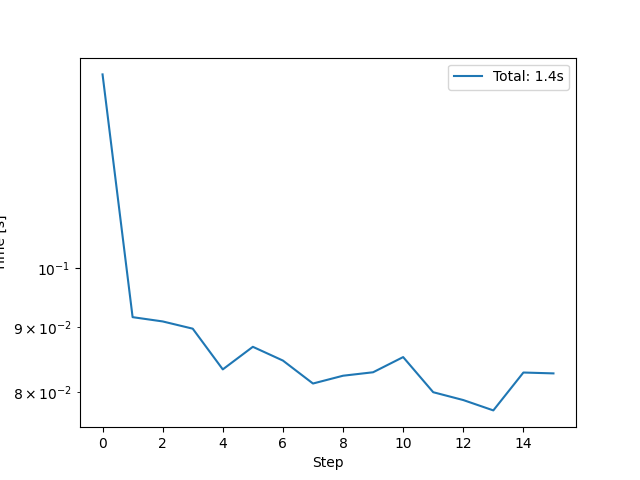 Total: 1.4s
Time [s]
10⁻¹
9 × 10⁻²
8 × 10⁻²
0 2 4 6 8 10 12 14
Step